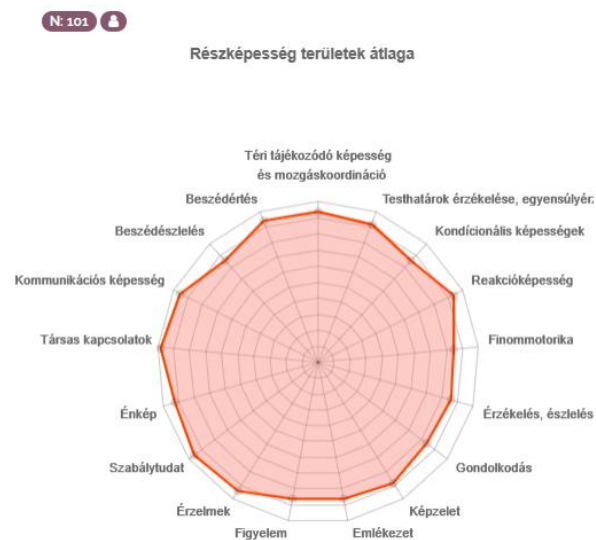 N: 101
Részképesség területek átlaga
Téri tájékozódó képesség
és mozgáskoordináció
Beszédértés
Testhatárok érzékelése, egyensúlyér.
Beszédészlelés
Kondícionális képességek
Kommunikációs képesség
Reakcióképesség
Társas kapcsolatok
Finommotorika
Énkép
Érzékelés, észlelés
Szabálytudat
Gondolkodás
Érzelmek
Képzelet
Figyelem
Emlékezet